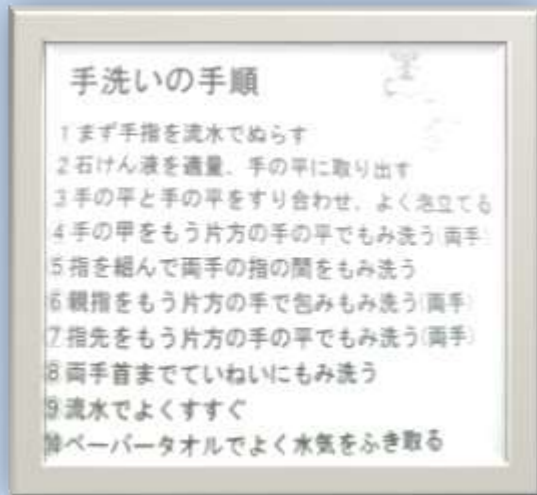 手洗いの手順
1 まず手指を流水でぬらす
2 石けん液を適量、手の平に取り出す
3 手の平と手の平をすり合わせ、よく泡立てる
4 手の甲をもう片方の手の平でもみ洗う(両手)
5 指を組んで両手の指の間をもみ洗う
6 親指をもう片方の手で包みもみ洗う(両手)
7 指先をもう片方の手の平でもみ洗う(両手)
8 両手首までていねいにもみ洗う
9 流水でよくすすぐ
10 ペーパータオルでよく水気をふき取る